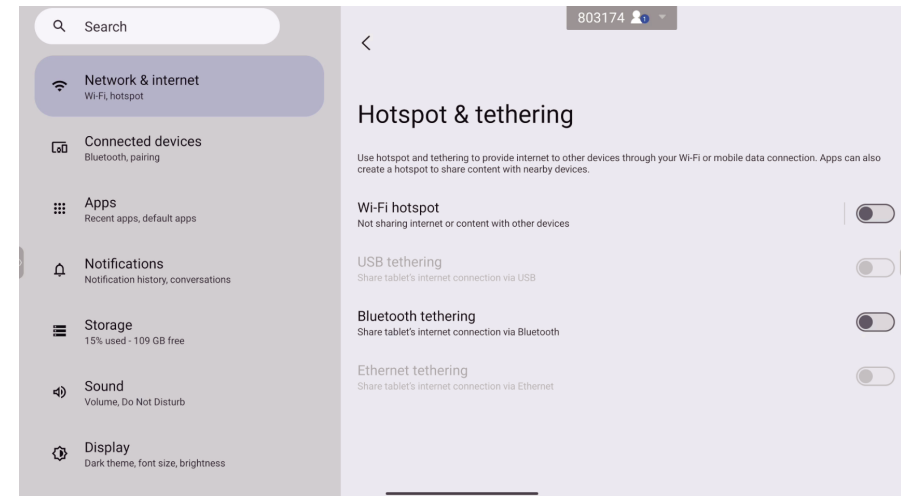 Search
Network & internet
Wi-Fi, hotspot
Connected devices
Bluetooth, pairing
Apps
Recent apps, default apps
Notifications
Notification history, conversations
Storage
15% used - 109 GB free
Sound
Volume, Do Not Disturb
Display
Dark theme, font size, brightness
803174
Hotspot & tethering
Use hotspot and tethering to provide internet to other devices through your Wi-Fi or mobile data connection. Apps can also
create a hotspot to share content with nearby devices.
Wi-Fi hotspot
Not sharing internet or content with other devices
USB tethering
Share tablet's internet connection via USB
Bluetooth tethering
Share tablet's internet connection via Bluetooth
Ethernet tethering
Share tablet's internet connection via Ethernet